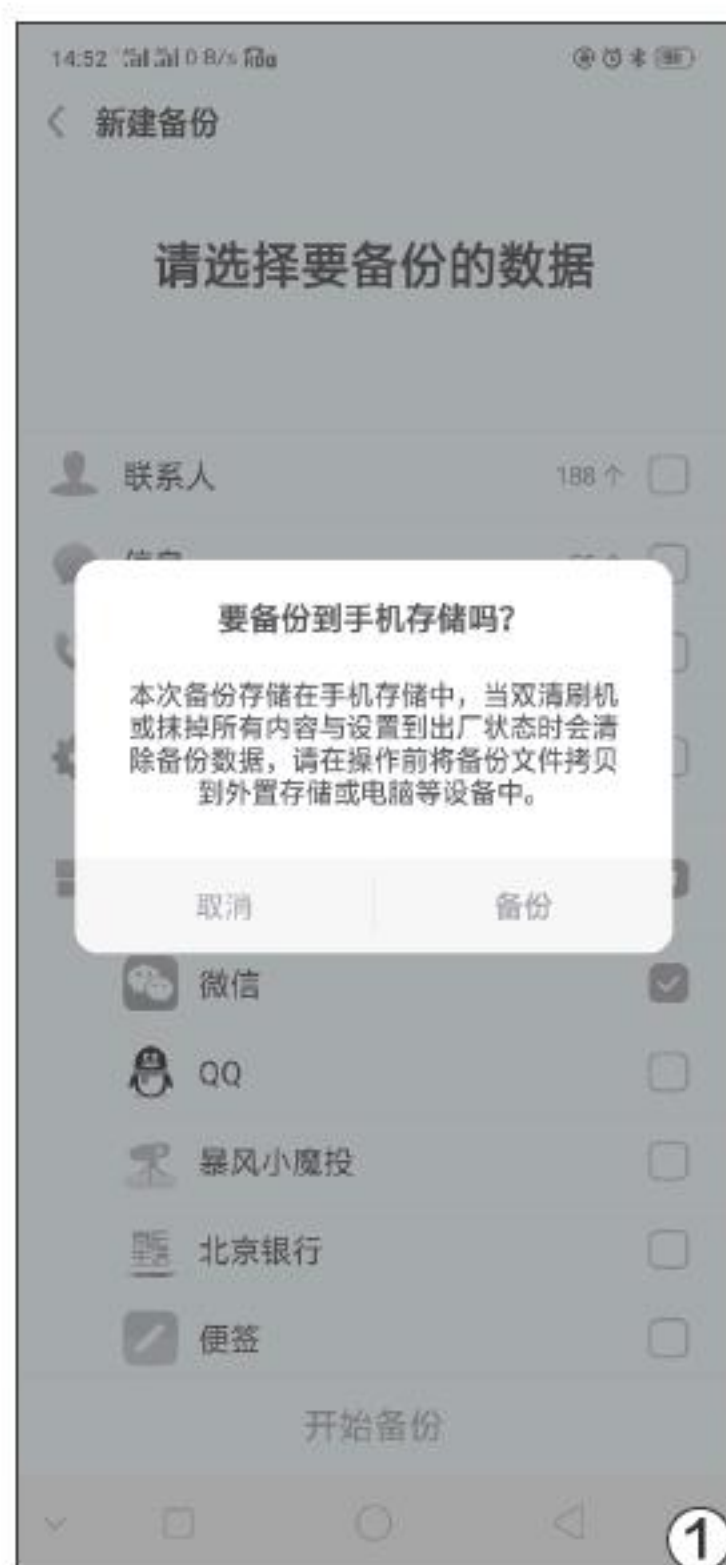 14:52
0 B/s
新建备份
请选择要备份的数据
联系人
188 个
信息
要备份到手机存储吗?
本次备份存储在手机存储中，当双清刷机
或抹掉所有内容与设置到出厂状态时会清
除备份数据，请在操作前将备份文件拷贝
到外置存储或电脑等设备中。
取消
备份
微信
QQ
暴风小魔投
北京银行
便签
开始备份
1